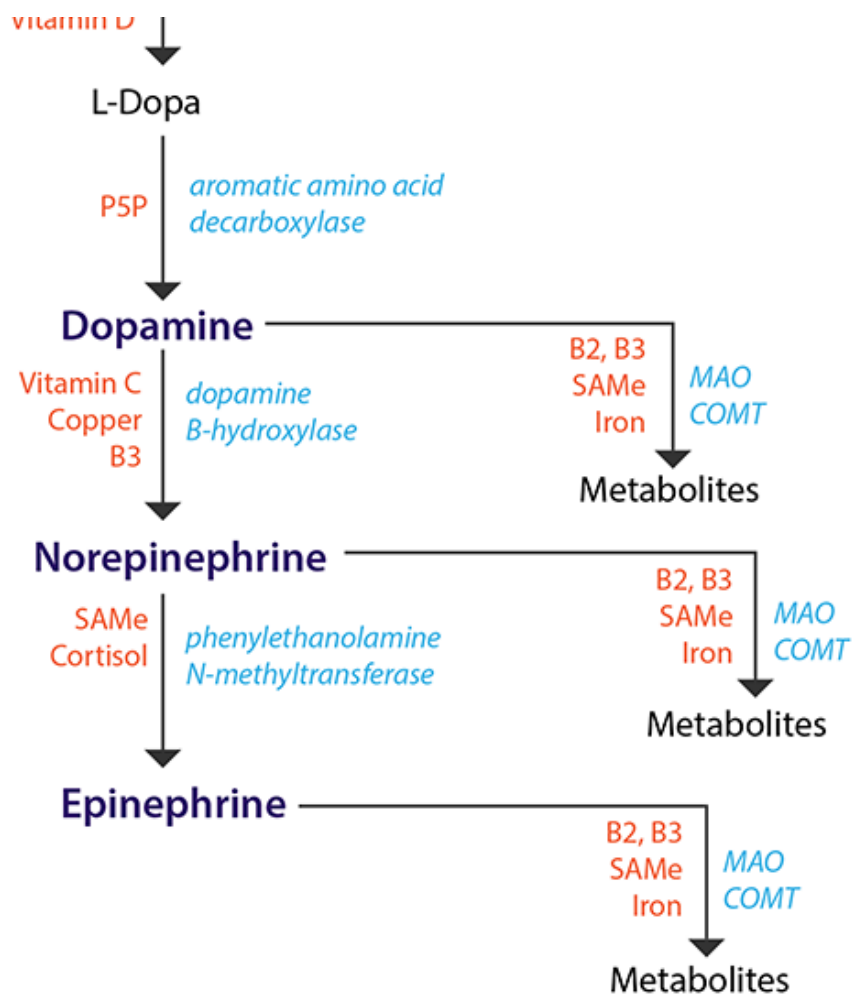 Vitamin D
L-Dopa
P5P
aromatic amino acid
decarboxylase
Dopamine
B2, B3
SAMe
Iron
MAO
COMT
Metabolites
Vitamin C
Copper
B3
dopamine
B-hydroxylase
Norepinephrine
B2, B3
SAMe
Iron
MAO
COMT
Metabolites
SAMe
Cortisol
phenylethanolamine
N-methyltransferase
Epinephrine
B2, B3
SAMe
Iron
MAO
COMT
Metabolites